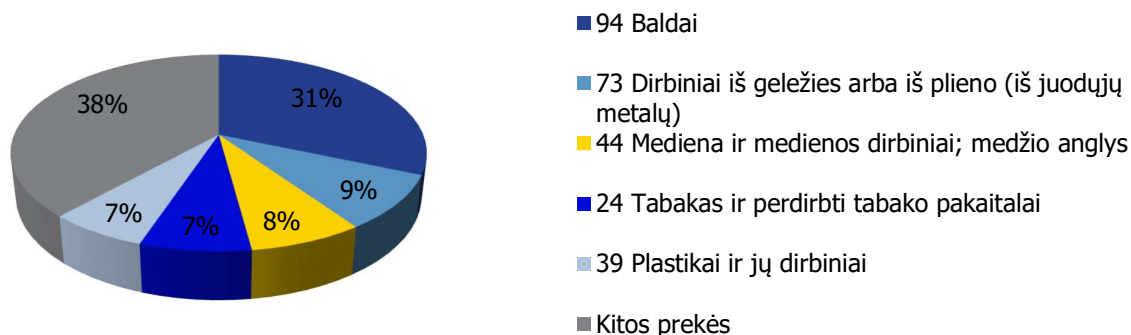 94 Baldai
31%
38%
73 Dirbiniai iš geležies arba iš plieno (iš juodųjų
metalų)
44 Mediena ir medienos dirbiniai; medžio anglys
9%
8%
7%
7%
24 Tabakas ir perdirbti tabako pakaitalai
39 Plastikai ir jų dirbiniai
Kitos prekės